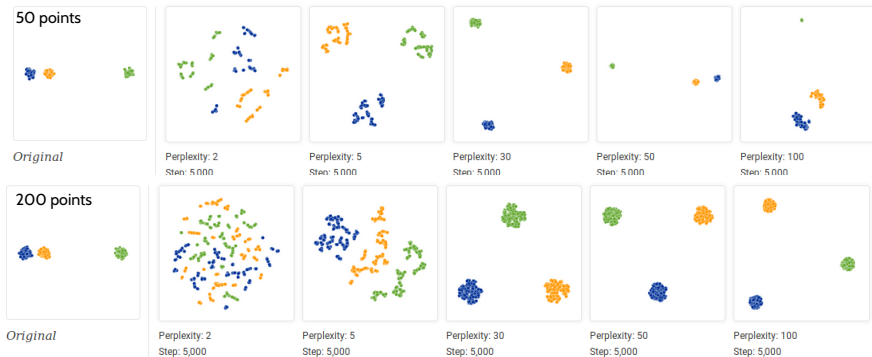 50 points
Original
Perplexity: 2
Step: 5,000
Perplexity: 5
Step: 5,000
Perplexity: 30
Step: 5,000
Perplexity: 50
Step: 5,000
Perplexity: 100
Step: 5,000
200 points
Original
Perplexity: 2
Step: 5,000
Perplexity: 5
Step: 5,000
Perplexity: 30
Step: 5,000
Perplexity: 50
Step: 5,000
Perplexity: 100
Step: 5,000